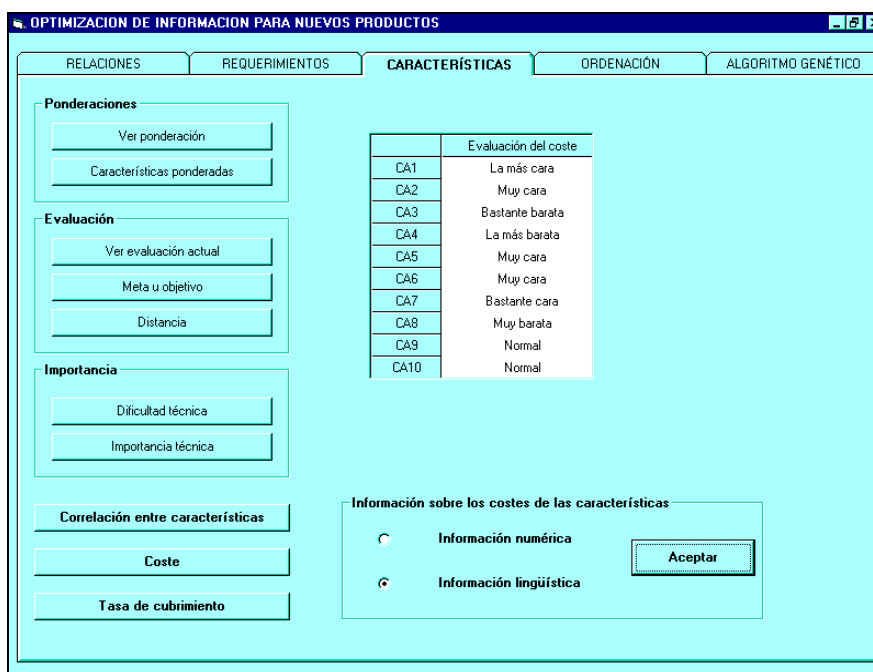 OPTIMIZACION DE INFORMACION PARA NUEVOS PRODUCTOS
RELACIONES REQUERIMIENTOS CARACTERÍSTICAS ORDENACIÓN ALGORITMO GENÉTICO
Ponderaciones
Ver ponderación
Características ponderadas
Evaluación
Ver evaluación actual
Meta u objetivo
Distancia
Importancia
Dificultad técnica
Importancia técnica
Correlación entre características
Coste
Tasa de cubrimiento
Evaluación del coste
CA1 La más cara
CA2 Muy cara
CA3 Bastante barata
CA4 La más barata
CA5 Muy cara
CA6 Muy cara
CA7 Bastante cara
CA8 Muy barata
CA9 Normal
CA10 Normal
Información sobre los costes de las características
Información numérica
Información lingüística
Aceptar